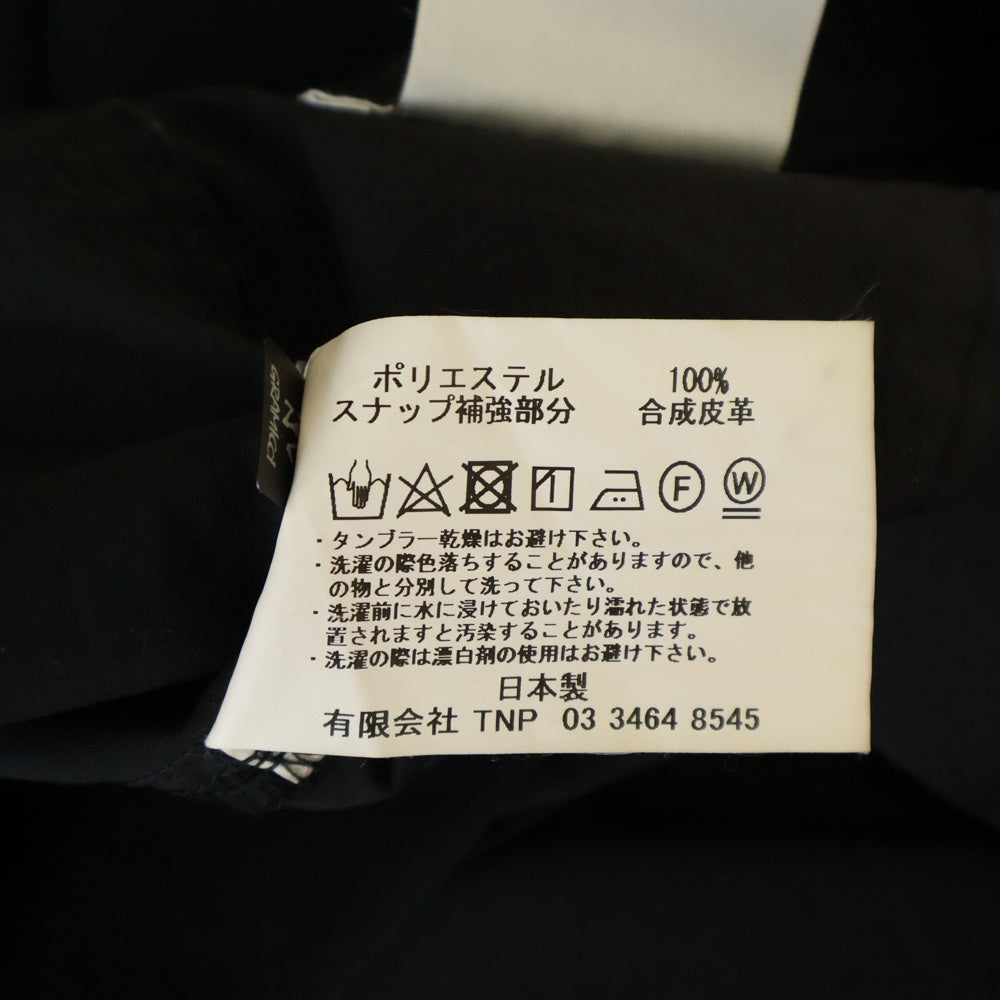 ポリエステル 100%
スナップ補強部分 合成皮革
F W
・タンブラー乾燥はお避け下さい。
・洗濯の際色落ちすることがありますので、他
の物と分別して洗って下さい。
・洗濯前に水に浸けておいたり濡れた状態で放
置されますと汚染することがあります。
・洗濯の際は漂白剤の使用はお避け下さい。
日本製
有限会社 TNP 03 3464 8545
GRAMICCI